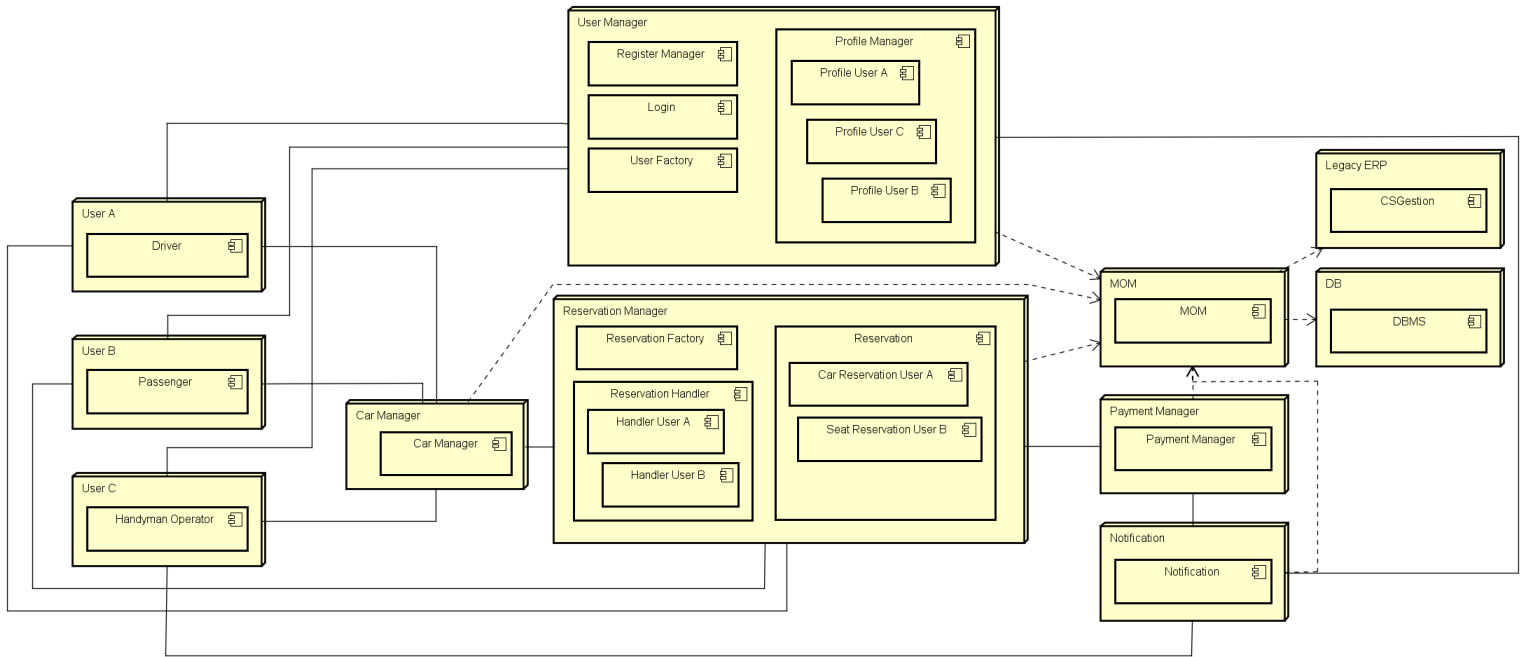 User Manager
Register Manager
Login
User Factory
Profile Manager
Profile User A
Profile User C
Profile User B
Legacy ERP
CSGestion
User A
Driver
MOM
MOM
DB
DBMS
Reservation Manager
Reservation Factory
Reservation Handler
Handler User A
Handler User B
Reservation
Car Reservation User A
Seat Reservation User B
User B
Passenger
Car Manager
Car Manager
Payment Manager
Payment Manager
User C
Handyman Operator
Notification
Notification